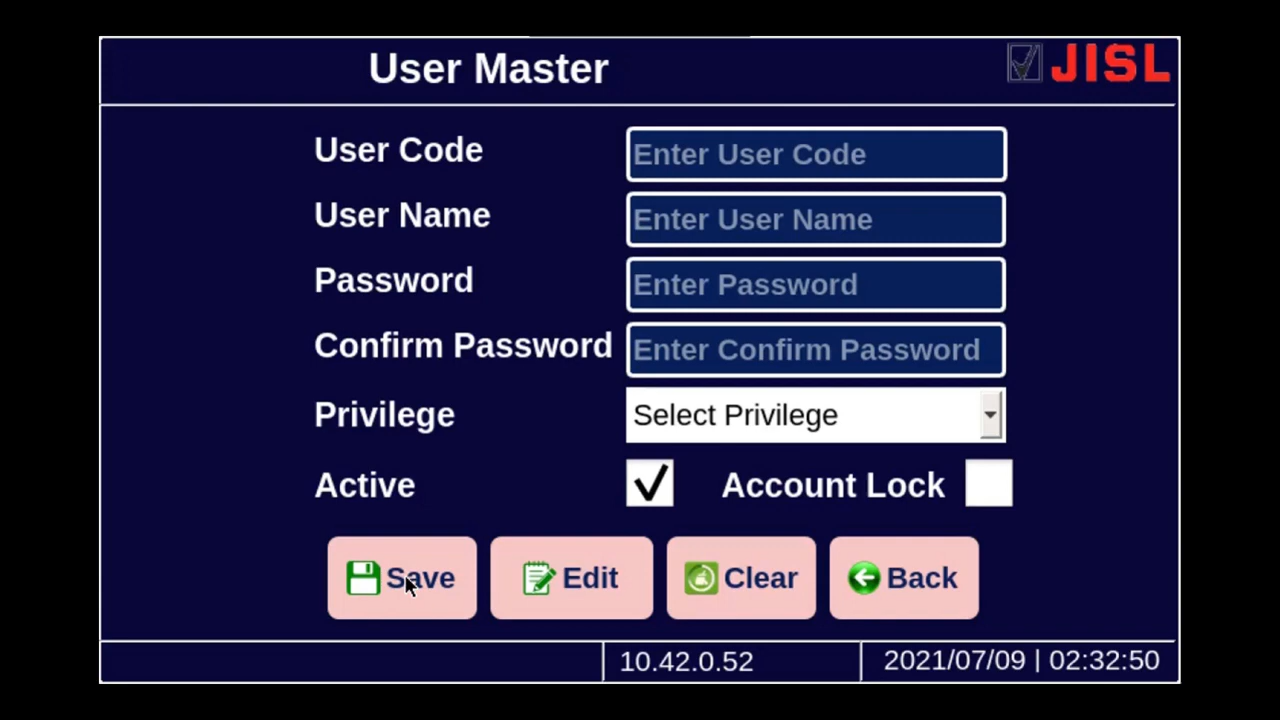 User Master
JISL
User Code
Enter User Code
User Name
Enter User Name
Password
Enter Password
Confirm Password
Enter Confirm Password
Privilege
Select Privilege
Active
Account Lock
Save
Edit
Clear
Back
10.42.0.52
2021/07/09 | 02:32:50